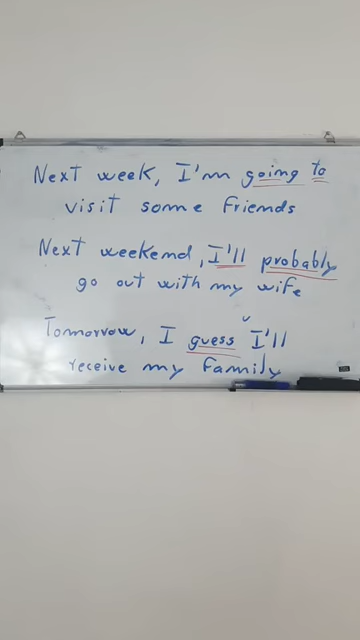 Next week, I'm going to
visit some friends
Next weekend, I'll probably
go out with my wife
Tomorrow, I guess I'll
receive my family